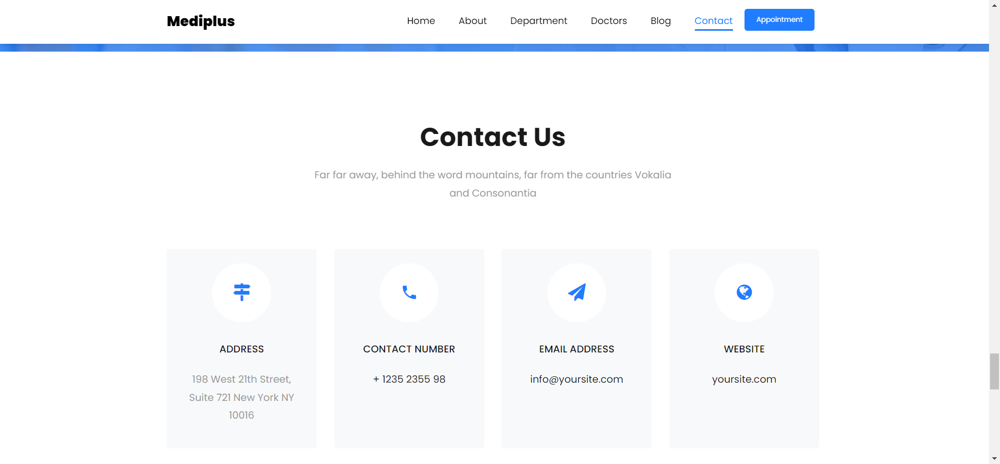 Mediplus
Home About Department Doctors Blog Contact Appointment
Contact Us
Far far away, behind the word mountains, far from the countries Vokalia
and Consonantia
ADDRESS
198 West 21th Street,
Suite 721 New York NY
10016
CONTACT NUMBER
+ 1235 2355 98
EMAIL ADDRESS
info@yoursite.com
WEBSITE
yoursite.com